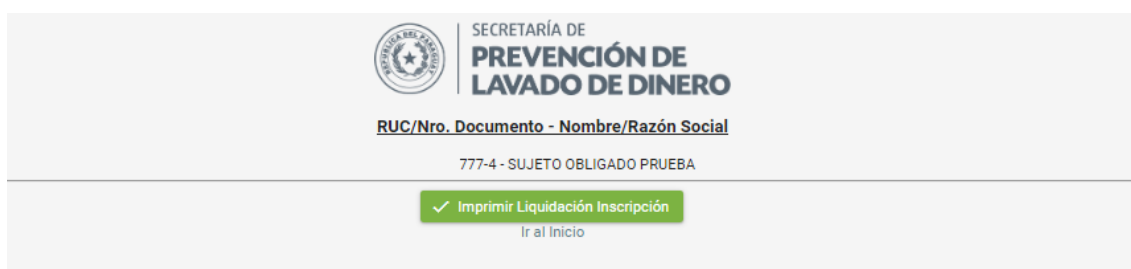 SECRETARÍA DE
PREVENCIÓN DE
LAVADO DE DINERO
RUC/Nro. Documento - Nombre/Razón Social
777-4 - SUJETO OBLIGADO PRUEBA
Imprimir Liquidación Inscripción
Ir al Inicio